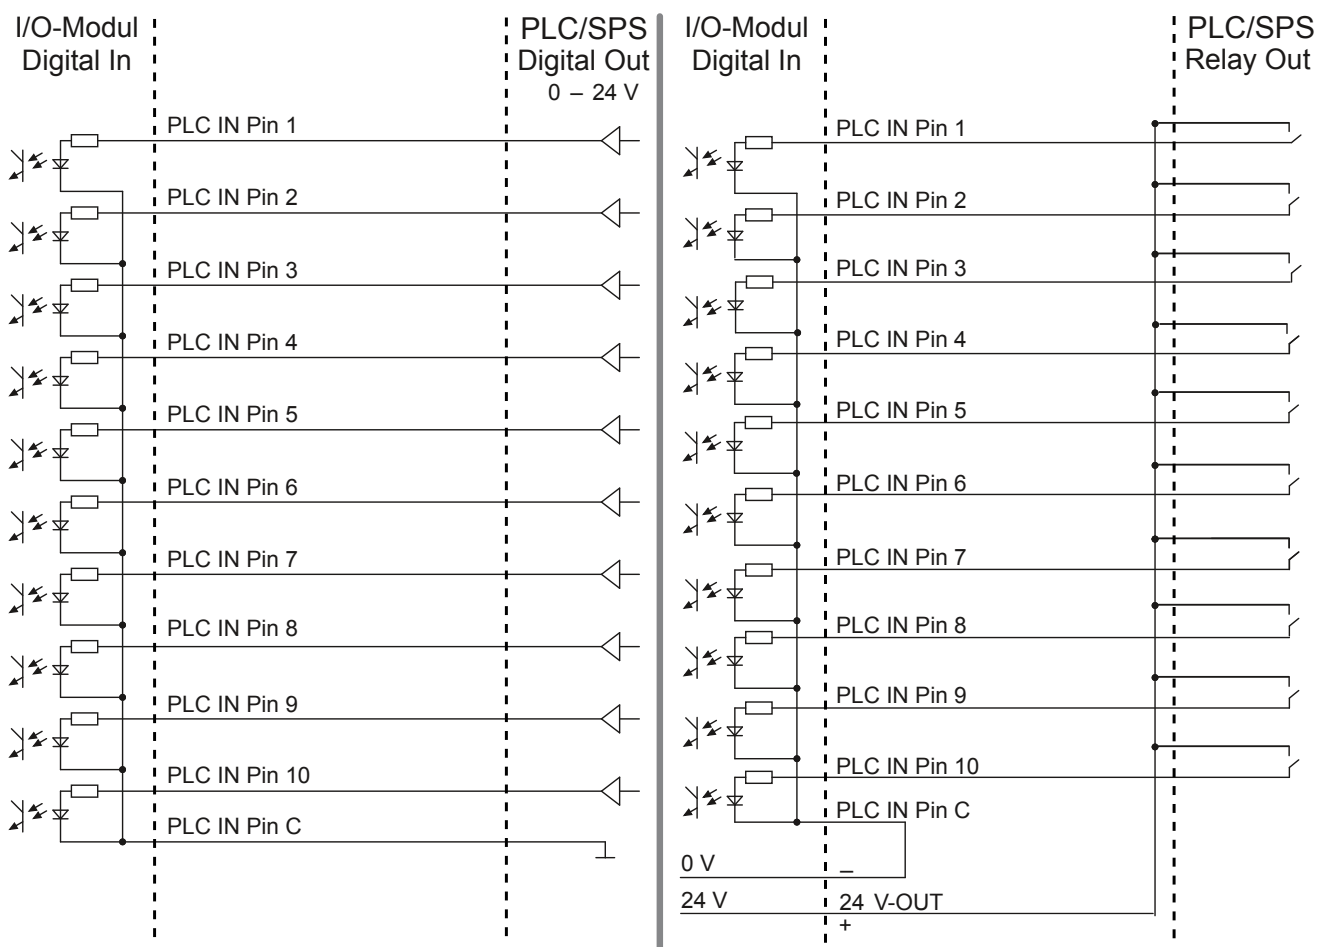 I/O-Modul
Digital In
PLC/SPS
Digital Out
0 – 24 V
PLC IN Pin 1
PLC IN Pin 2
PLC IN Pin 3
PLC IN Pin 4
PLC IN Pin 5
PLC IN Pin 6
PLC IN Pin 7
PLC IN Pin 8
PLC IN Pin 9
PLC IN Pin 10
PLC IN Pin C
I/O-Modul
Digital In
PLC/SPS
Relay Out
PLC IN Pin 1
PLC IN Pin 2
PLC IN Pin 3
PLC IN Pin 4
PLC IN Pin 5
PLC IN Pin 6
PLC IN Pin 7
PLC IN Pin 8
PLC IN Pin 9
PLC IN Pin 10
PLC IN Pin C
0 V
–
24 V
24 V-OUT
+